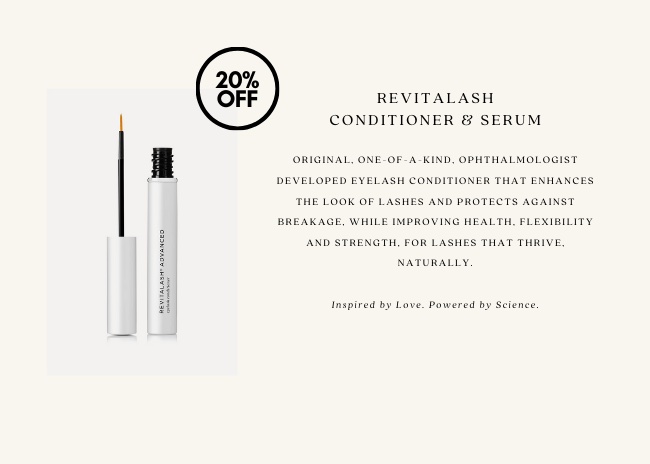 20%
OFF
REVITALASH
CONDITIONER & SERUM
ORIGINAL, ONE-OF-A-KIND, OPHTHALMOLOGIST
DEVELOPED EYELASH CONDITIONER THAT ENHANCES
THE LOOK OF LASHES AND PROTECTS AGAINST
BREAKAGE, WHILE IMPROVING HEALTH, FLEXIBILITY
AND STRENGTH, FOR LASHES THAT THRIVE,
NATURALLY.
Inspired by Love. Powered by Science.
REVITALASH® ADVANCED